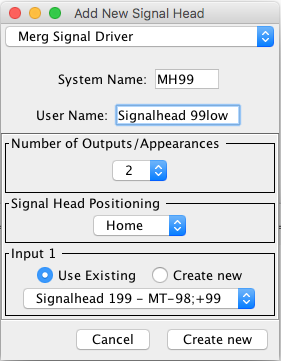 Add New Signal Head
Merg Signal Driver
System Name: MH99
User Name: Signalhead 99low
Number of Outputs/Appearances
2
Signal Head Positioning
Home
Input 1
Use Existing Create new
Signalhead 199 - MT-98;+99
Cancel Create new